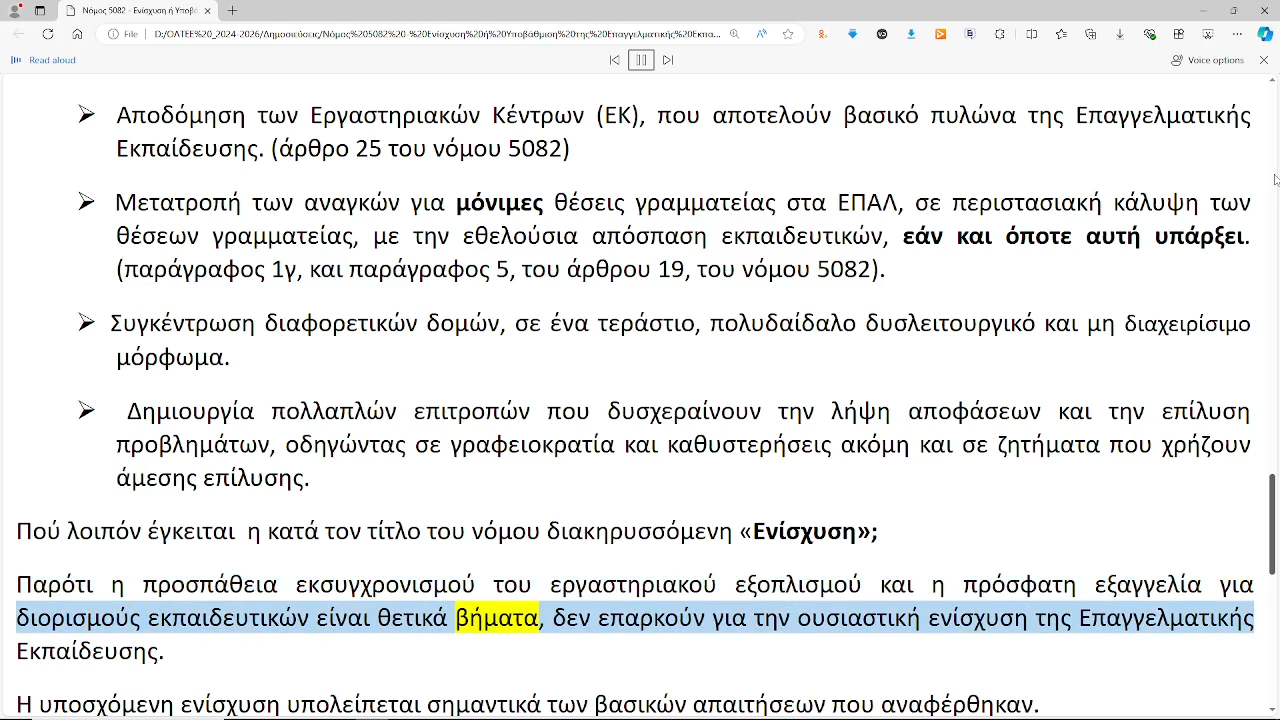 Νόμος 5082 - Ενίσχυση ή Υποβ
File
D:/OATEE%20_2024-2026/Δημοσιεύσεις/Νόμος%205082%20-%20Ενίσχυση%20ή%20Υποβάθμιση%20της%20Επαγγελματικής%20Εκπα...
Read aloud
Voice options
Αποδόμηση των Εργαστηριακών Κέντρων (ΕΚ), που αποτελούν βασικό πυλώνα της Επαγγελματικής
Εκπαίδευσης. (άρθρο 25 του νόμου 5082)
Μετατροπή των αναγκών για μόνιμες θέσεις γραμματείας στα ΕΠΑΛ, σε περιστασιακή κάλυψη των
θέσεων γραμματείας, με την εθελούσια απόσπαση εκπαιδευτικών, εάν και όποτε αυτή υπάρξει.
(παράγραφος 1γ, και παράγραφος 5, του άρθρου 19, του νόμου 5082).
Συγκέντρωση διαφορετικών δομών, σε ένα τεράστιο, πολυδαίδαλο δυσλειτουργικό και μη διαχειρίσιμο
μόρφωμα.
Δημιουργία πολλαπλών επιτροπών που δυσχεραίνουν την λήψη αποφάσεων και την επίλυση
προβλημάτων, οδηγώντας σε γραφειοκρατία και καθυστερήσεις ακόμη και σε ζητήματα που χρήζουν
άμεσης επίλυσης.
Πού λοιπόν έγκειται η κατά τον τίτλο του νόμου διακηρυσσόμενη «Ενίσχυση»;
Παρότι η προσπάθεια εκσυγχρονισμού του εργαστηριακού εξοπλισμού και η πρόσφατη εξαγγελία για
διορισμούς εκπαιδευτικών είναι θετικά βήματα, δεν επαρκούν για την ουσιαστική ενίσχυση της Επαγγελματικής
Εκπαίδευσης.
Η υποσχόμενη ενίσχυση υπολείπεται σημαντικά των βασικών απαιτήσεων που αναφέρθηκαν.